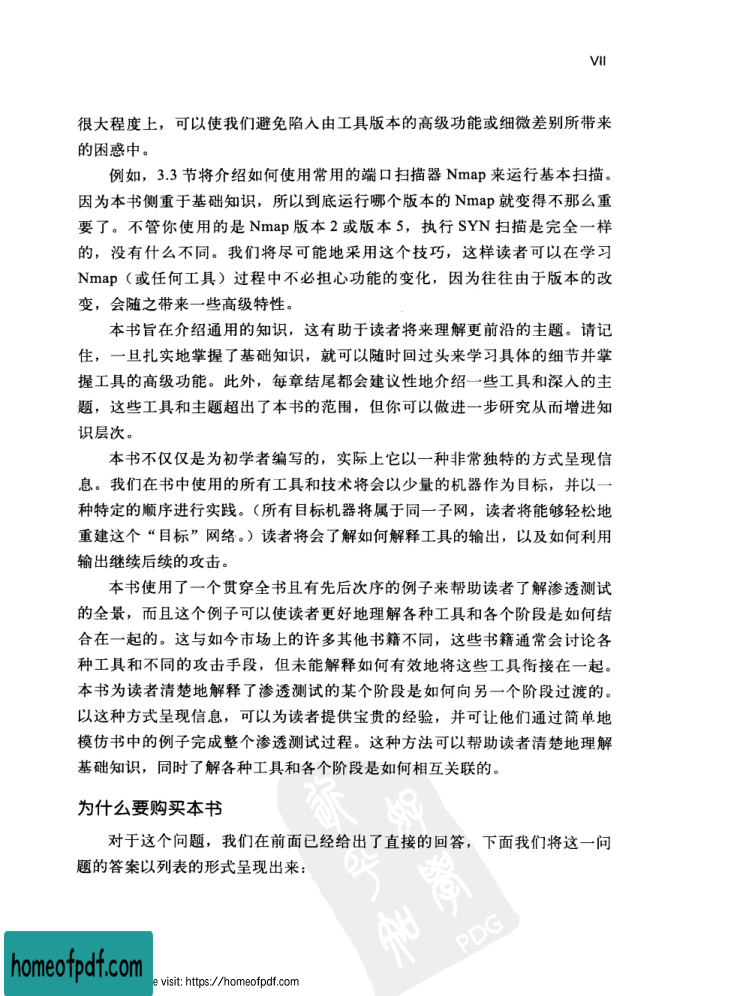 VII
很大程度上，可以使我们避免陷入由工具版本的高级功能或细微差别所带来
的困惑中。
例如，3.3 节将介绍如何使用常用的端口扫描器 Nmap 来运行基本扫描。
因为本书侧重于基础知识，所以到底运行哪个版本的 Nmap 就变得不那么重
要了。不管你使用的是 Nmap 版本 2 或版本 5，执行 SYN 扫描是完全一样
的，没有什么不同。我们将尽可能地采用这个技巧，这样读者可以在学习
Nmap（或任何工具）过程中不必担心功能的变化，因为往往由于版本的改
变，会随之带来一些高级特性。
本书旨在介绍通用的知识，这有助于读者将来理解更前沿的主题。请记
住，一旦扎实地掌握了基础知识，就可以随时回过头来学习具体的细节并掌
握工具的高级功能。此外，每章结尾都会建议性地介绍一些工具和深入的主
题，这些工具和主题超出了本书的范围，但你可以做进一步研究从而增进知
识层次。
本书不仅仅是为初学者编写的，实际上它以一种非常独特的方式呈现信
息。我们在书中使用的所有工具和技术将会以少量的机器作为目标，并以一
种特定的顺序进行实践。（所有目标机器将属于同一子网，读者将能够轻松地
重建这个“目标”网络。）读者将会了解如何解释工具的输出，以及如何利用
输出继续后续的攻击。
本书使用了一个贯穿全书且有先后次序的例子来帮助读者了解渗透测试
的全景，而且这个例子可以使读者更好地理解各种工具和各个阶段是如何结
合在一起的。这与如今市场上的许多其他书籍不同，这些书籍通常会讨论各
种工具和不同的攻击手段，但未能解释如何有效地将这些工具衔接在一起。
本书为读者清楚地解释了渗透测试的某个阶段是如何向另一个阶段过渡的。
以这种方式呈现信息，可以为读者提供宝贵的经验，并可让他们通过简单地
模仿书中的例子完成整个渗透测试过程。这种方法可以帮助读者清楚地理解
基础知识，同时了解各种工具和各个阶段是如何相互关联的。
为什么要购买本书
对于这个问题，我们在前面已经给出了直接的回答，下面我们将这一问
题的答案以列表的形式呈现出来：
PDG
homeofpdf.com
e visit: https://homeofpdf.com